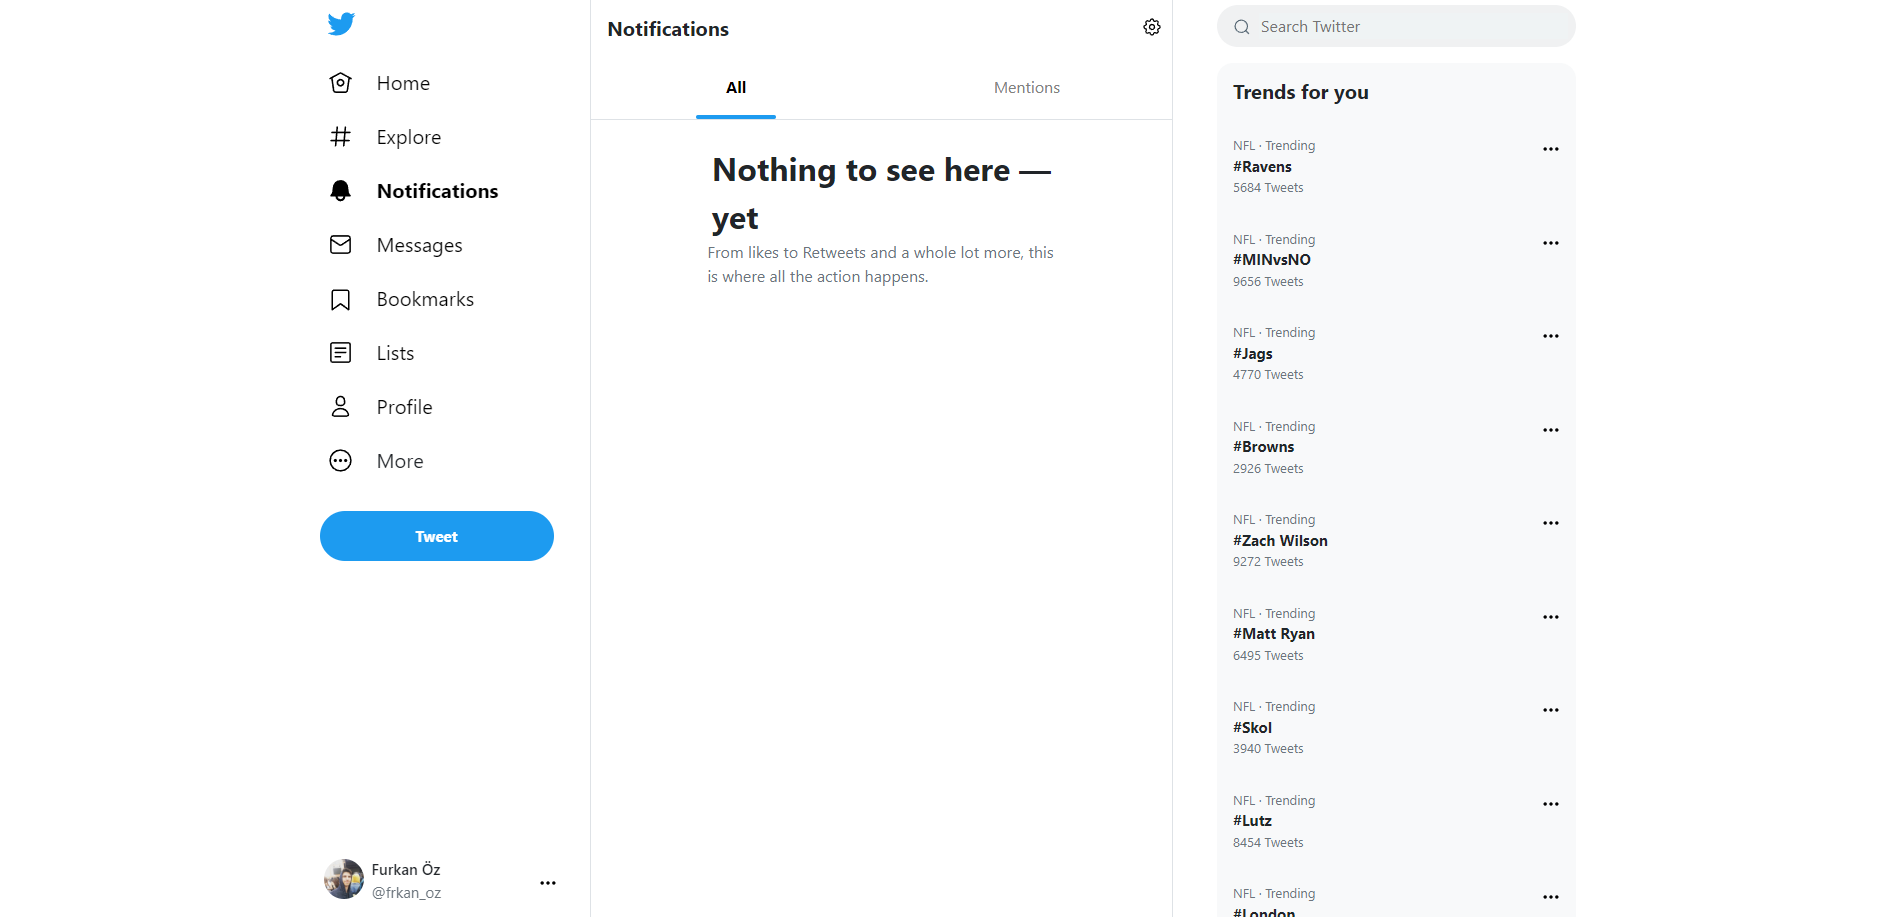 Home
Explore
Notifications
Messages
Bookmarks
Lists
Profile
More
Tweet
Furkan Öz
@frkan_oz
Notifications
All
Mentions
Nothing to see here —
yet
From likes to Retweets and a whole lot more, this
is where all the action happens.
Search Twitter
Trends for you
NFL · Trending
#Ravens
5684 Tweets
NFL · Trending
#MINvsNO
9656 Tweets
NFL · Trending
#Jags
4770 Tweets
NFL · Trending
#Browns
2926 Tweets
NFL · Trending
#Zach Wilson
9272 Tweets
NFL · Trending
#Matt Ryan
6495 Tweets
NFL · Trending
#Skol
3940 Tweets
NFL · Trending
#Lutz
8454 Tweets
NFL · Trending
#London